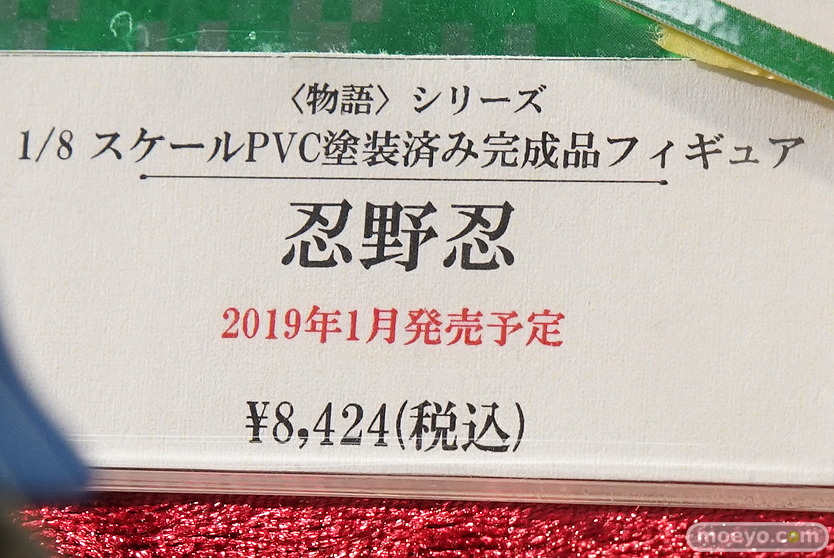 〈物語〉シリーズ
1/8 スケールPVC塗装済み完成品フィギュア
忍野忍
2019年1月発売予定
¥8,424(税込)
moeyo.com